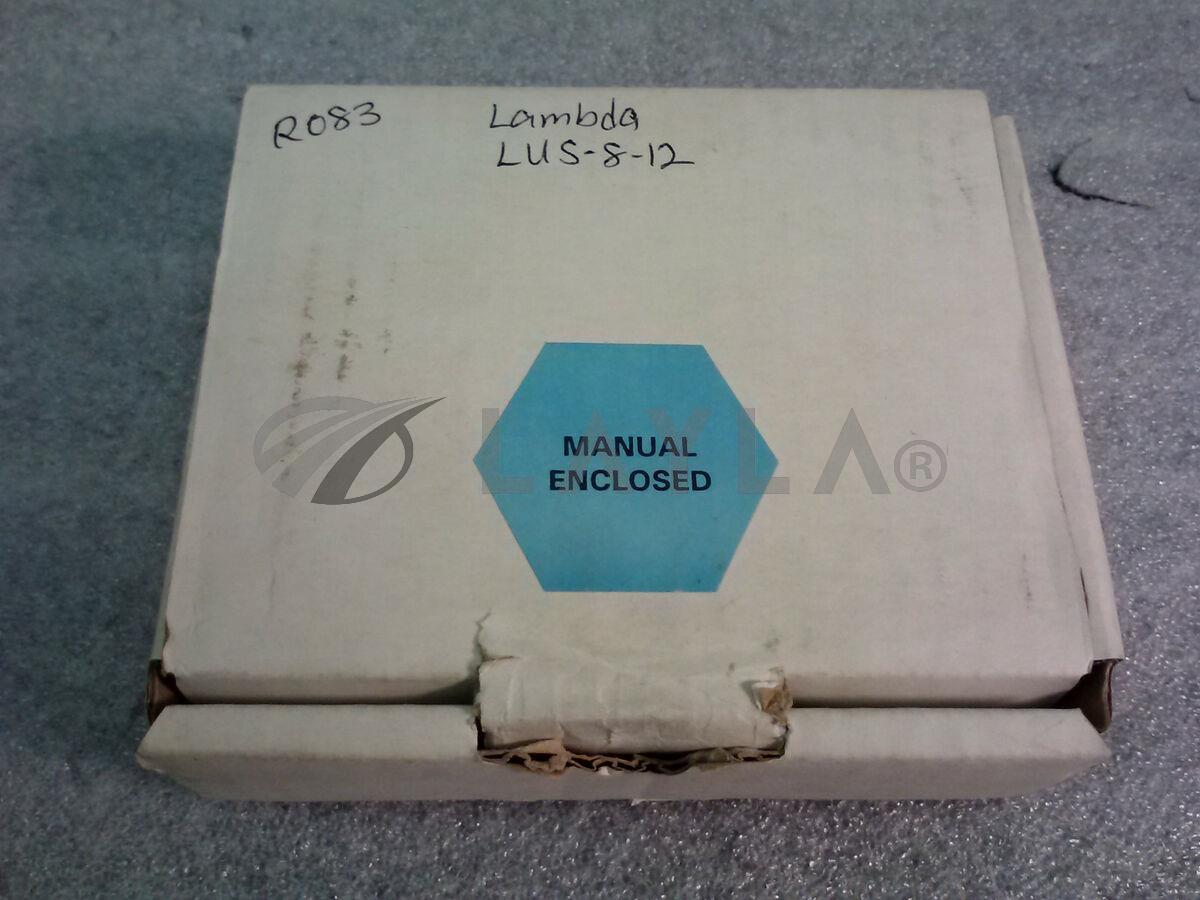 R083
Lambda
LUS-8-12
MANUAL
ENCLOSED
LAYLA®